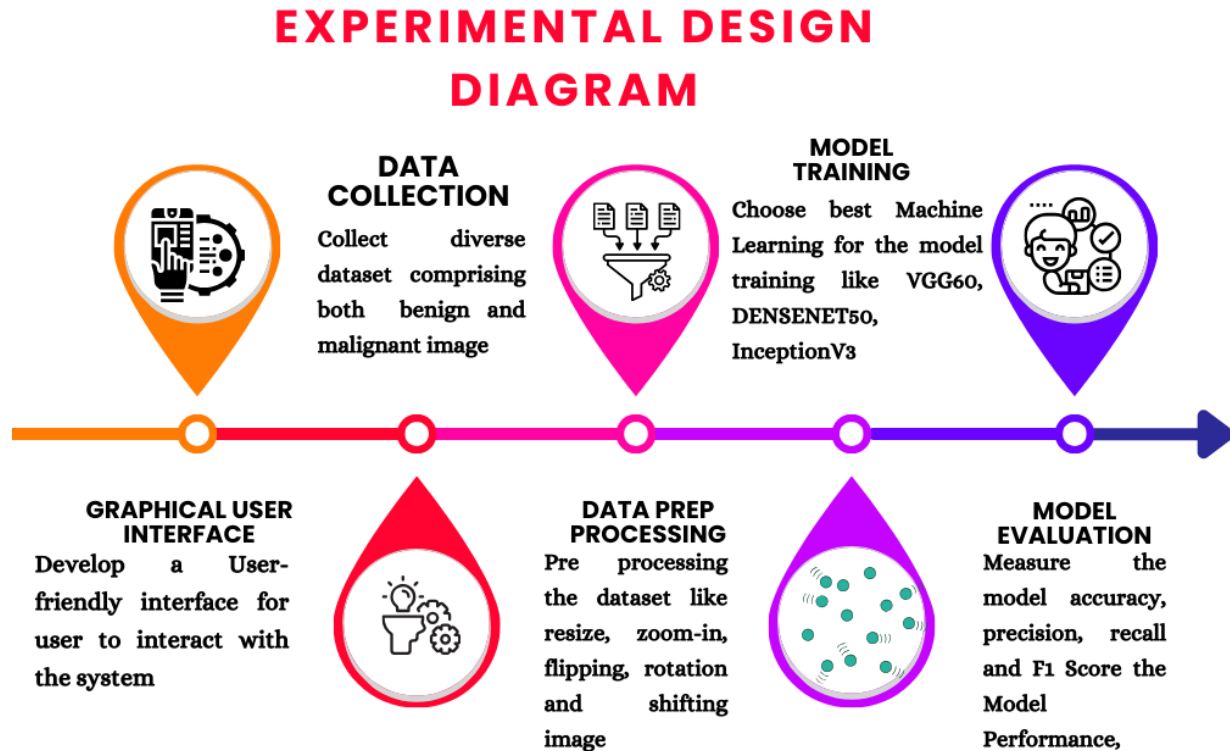 EXPERIMENTAL DESIGN
DIAGRAM
GRAPHICAL USER
INTERFACE
Develop a User-
friendly interface for
user to interact with
the system
DATA
COLLECTION
Collect diverse
dataset comprising
both benign and
malignant image
DATA PREP
PROCESSING
Pre processing
the dataset like
resize, zoom-in,
flipping, rotation
and shifting
image
MODEL
TRAINING
Choose best Machine
Learning for the model
training like VGG60,
DENSENET50,
InceptionV3
MODEL
EVALUATION
Measure the
model accuracy,
precision, recall
and F1 Score the
Model
Performance,